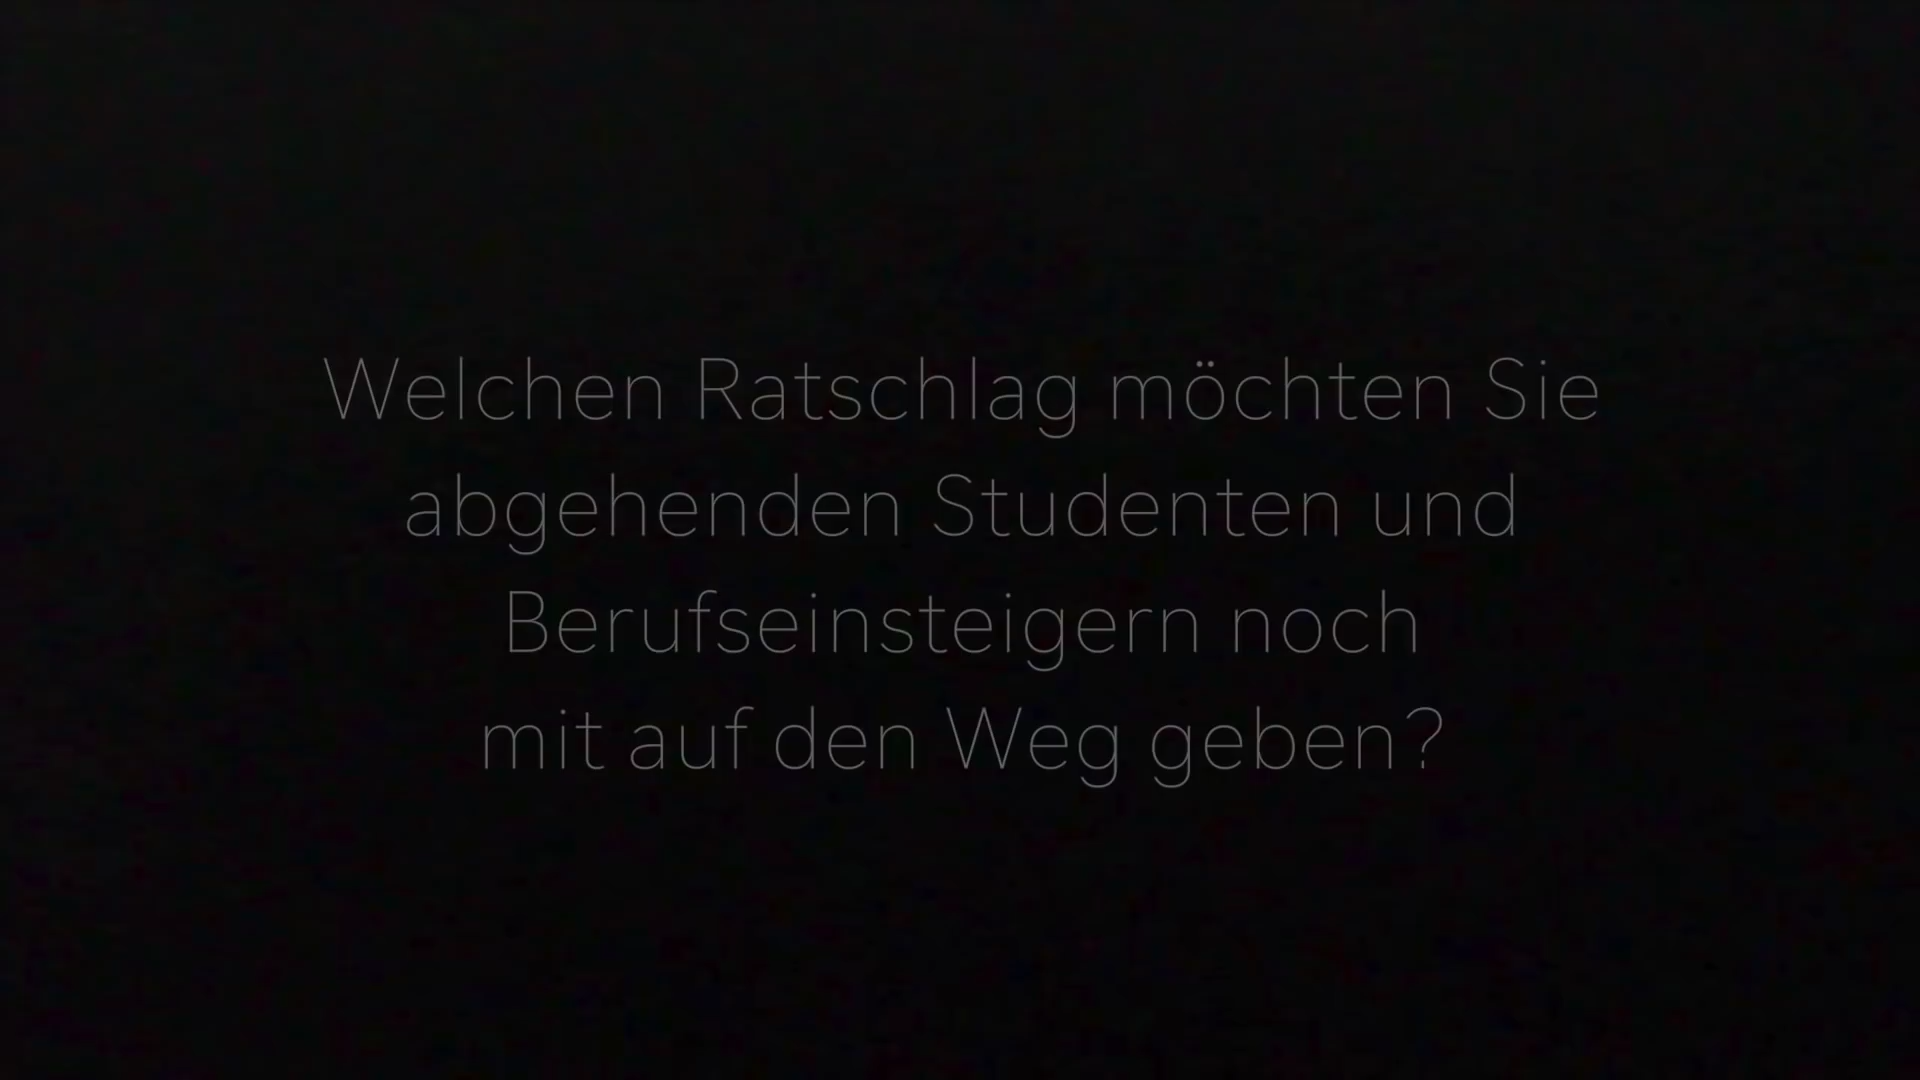 Welchen Ratschlag möchten Sie
abgehenden Studenten und
Berufseinsteigern noch
mit auf den Weg geben?